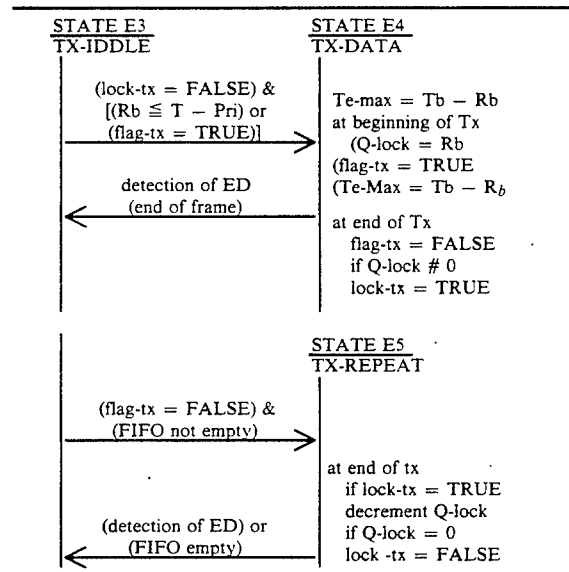 STATE E3
TX-IDDLE
STATE E4
TX-DATA
(lock-tx = FALSE) &
[(Rb ≦ T − Pri) or
(flag-tx = TRUE)]
Te-max = Tb − Rb
at beginning of Tx
(Q-lock = Rb
(flag-tx = TRUE
(Te-Max = Tb − Rb
detection of ED
(end of frame)
at end of Tx
flag-tx = FALSE
if Q-lock # 0
lock-tx = TRUE
STATE E5
TX-REPEAT
(flag-tx = FALSE) &
(FIFO not empty)
at end of tx
if lock-tx = TRUE
decrement Q-lock
if Q-lock = 0
lock -tx = FALSE
(detection of ED) or
(FIFO empty)